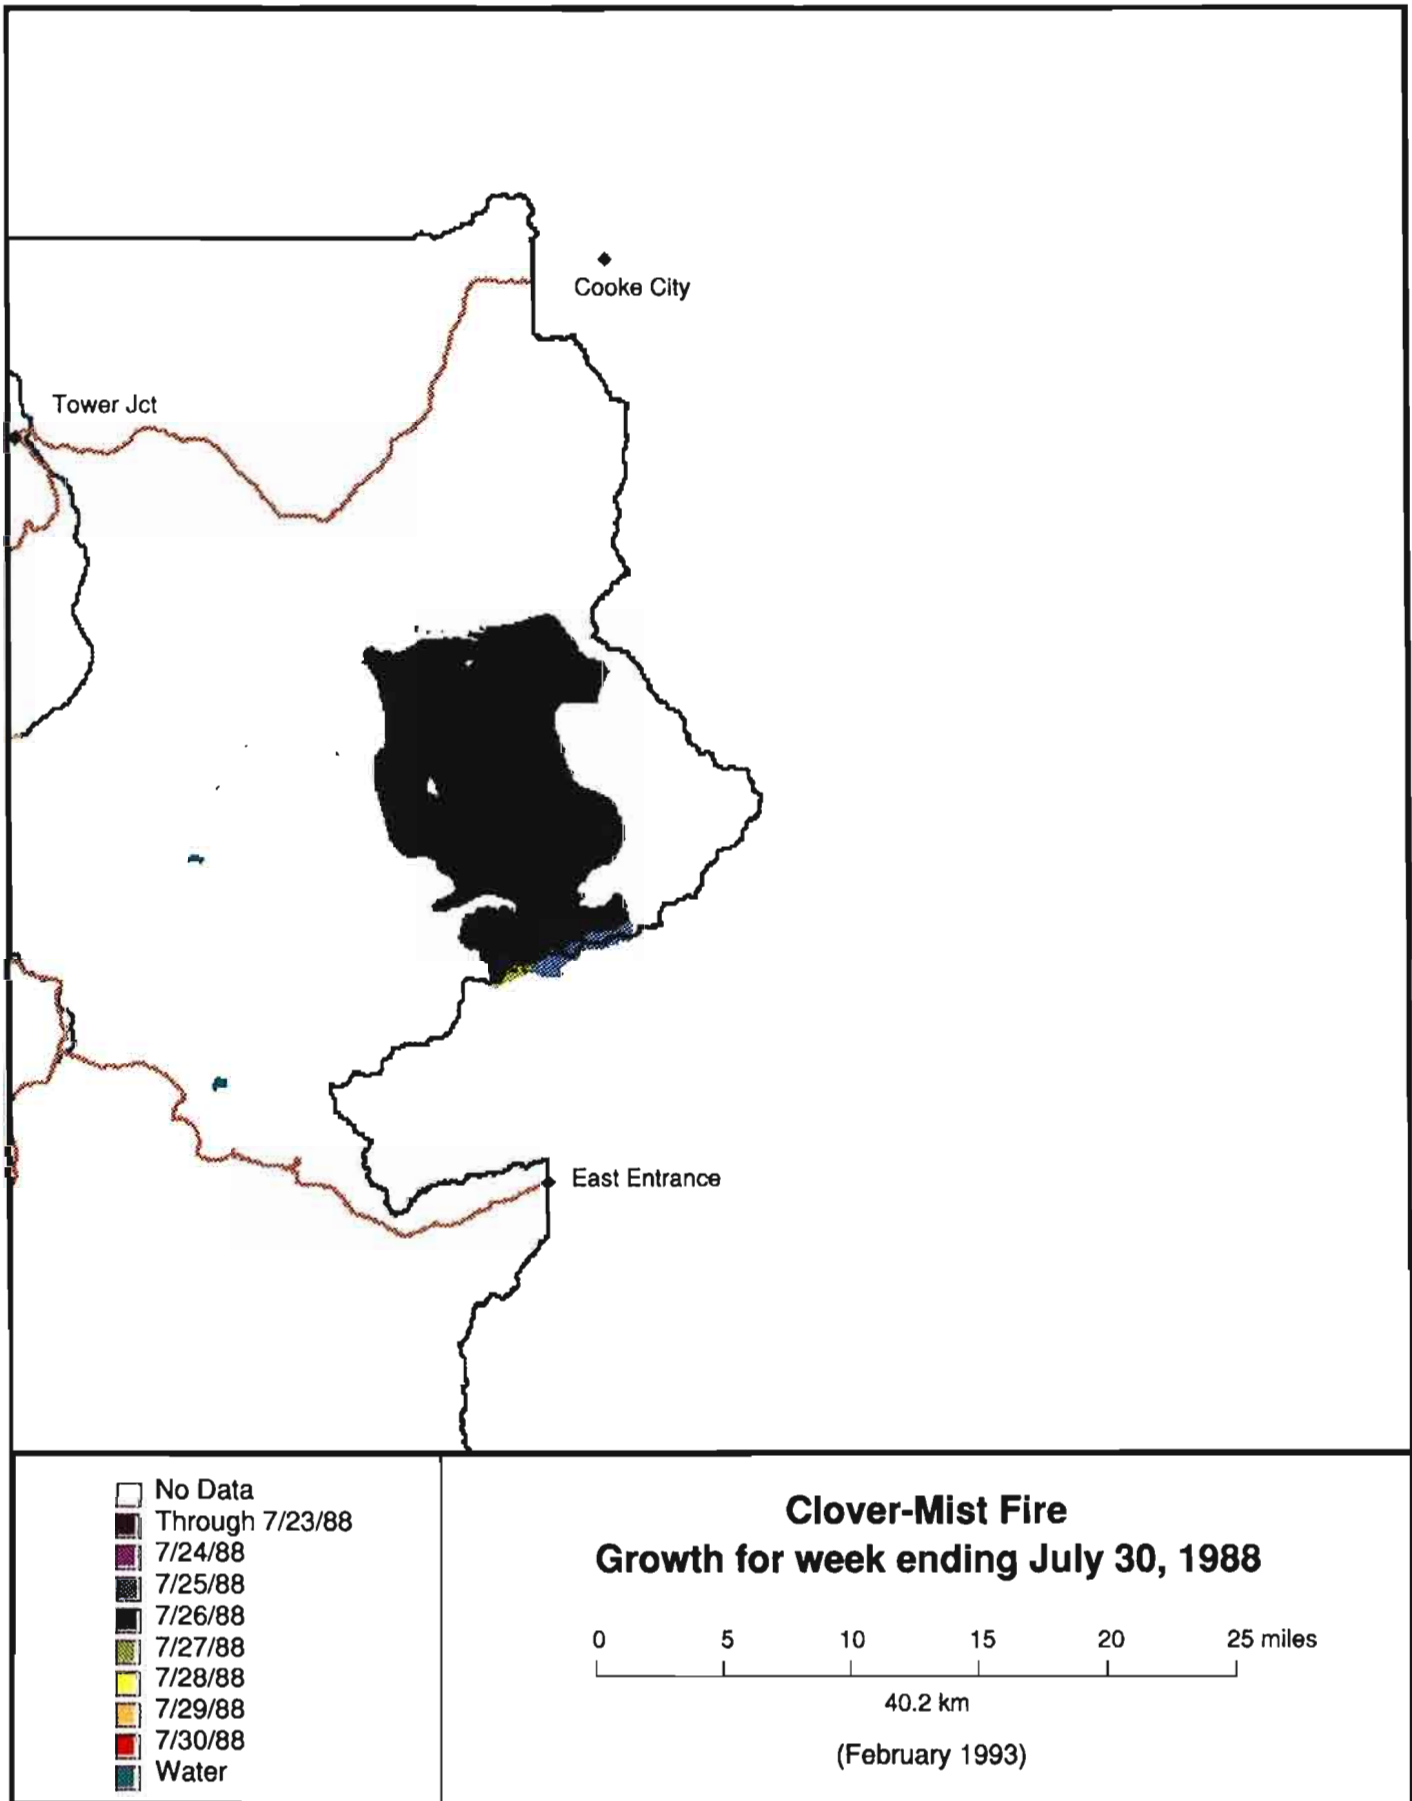 Cooke City
Tower Jct
East Entrance
No Data
Through 7/23/88
7/24/88
7/25/88
7/26/88
7/27/88
7/28/88
7/29/88
7/30/88
Water
Clover-Mist Fire
Growth for week ending July 30, 1988
0 5 10 15 20 25 miles
40.2 km
(February 1993)